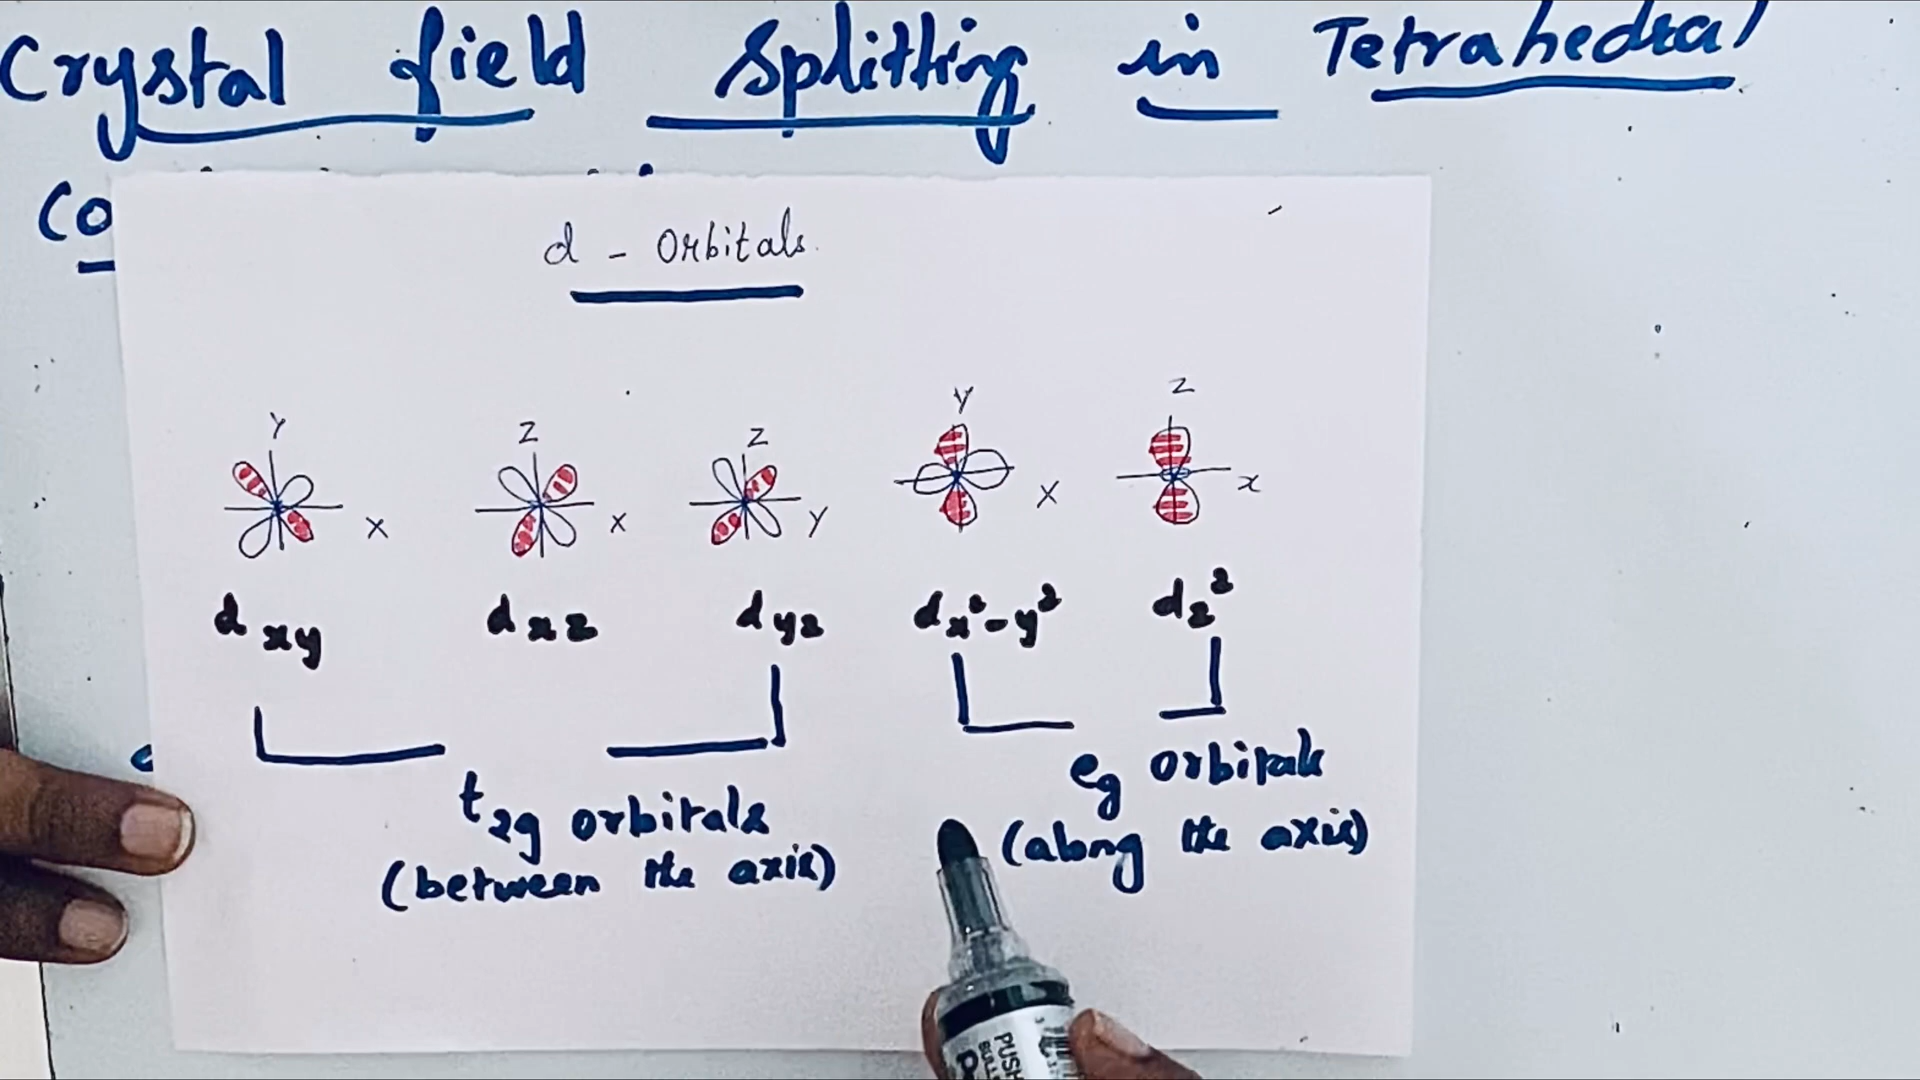 Crystal field splitting in Tetrahedral
d - Orbitals
Y Z Z Y Z
X X Y X x
dxy dxz dyz dx²-y² dz²
t2g orbitals eg orbitals
(between the axis) (along the axis)
PUSH